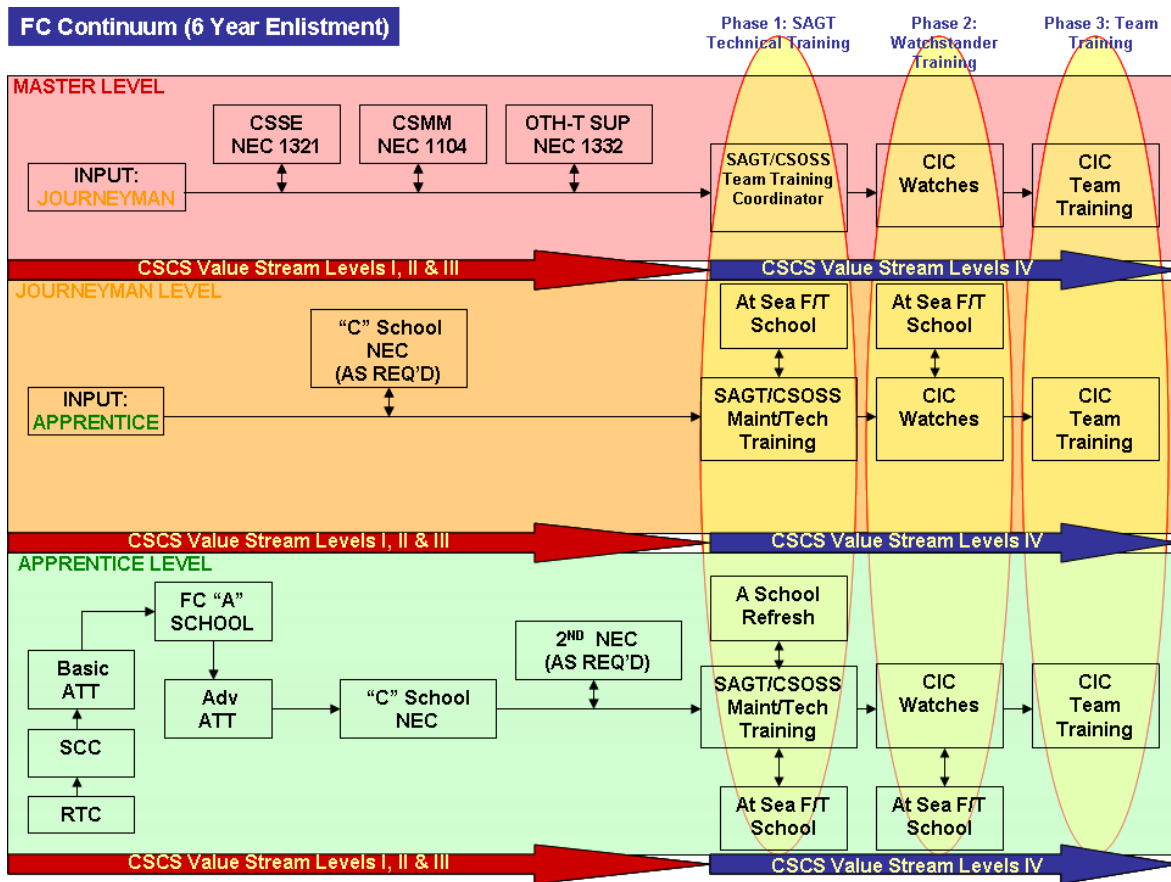 FC Continuum (6 Year Enlistment)
Phase 1: SAGT
Technical Training
Phase 2:
Watchstander
Training
Phase 3: Team
Training
MASTER LEVEL
CSSE
NEC 1321
CSMM
NEC 1104
OTH-T SUP
NEC 1332
INPUT:
JOURNEYMAN
SAGT/CSOSS
Team Training
Coordinator
CIC
Watches
CIC
Team
Training
CSCS Value Stream Levels I, II & III
CSCS Value Stream Levels IV
JOURNEYMAN LEVEL
“C” School
NEC
(AS REQ'D)
At Sea F/T
School
At Sea F/T
School
INPUT:
APPRENTICE
SAGT/CSOSS
Maint/Tech
Training
CIC
Watches
CIC
Team
Training
CSCS Value Stream Levels I, II & III
CSCS Value Stream Levels IV
APPRENTICE LEVEL
FC “A”
SCHOOL
A School
Refresh
2ND NEC
(AS REQ'D)
Basic
ATT
Adv
ATT
“C” School
NEC
SAGT/CSOSS
Maint/Tech
Training
CIC
Watches
CIC
Team
Training
SCC
RTC
At Sea F/T
School
At Sea F/T
School
CSCS Value Stream Levels I, II & III
CSCS Value Stream Levels IV